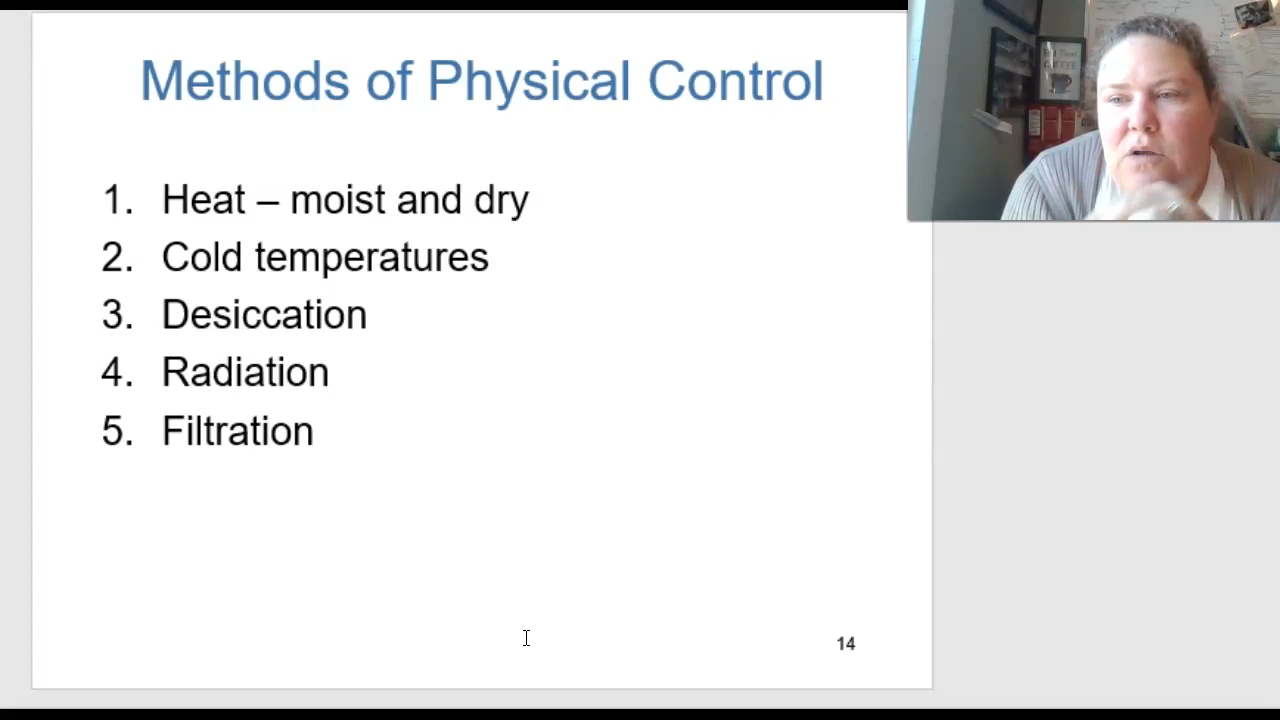 Methods of Physical Control
1. Heat – moist and dry
2. Cold temperatures
3. Desiccation
4. Radiation
5. Filtration
14